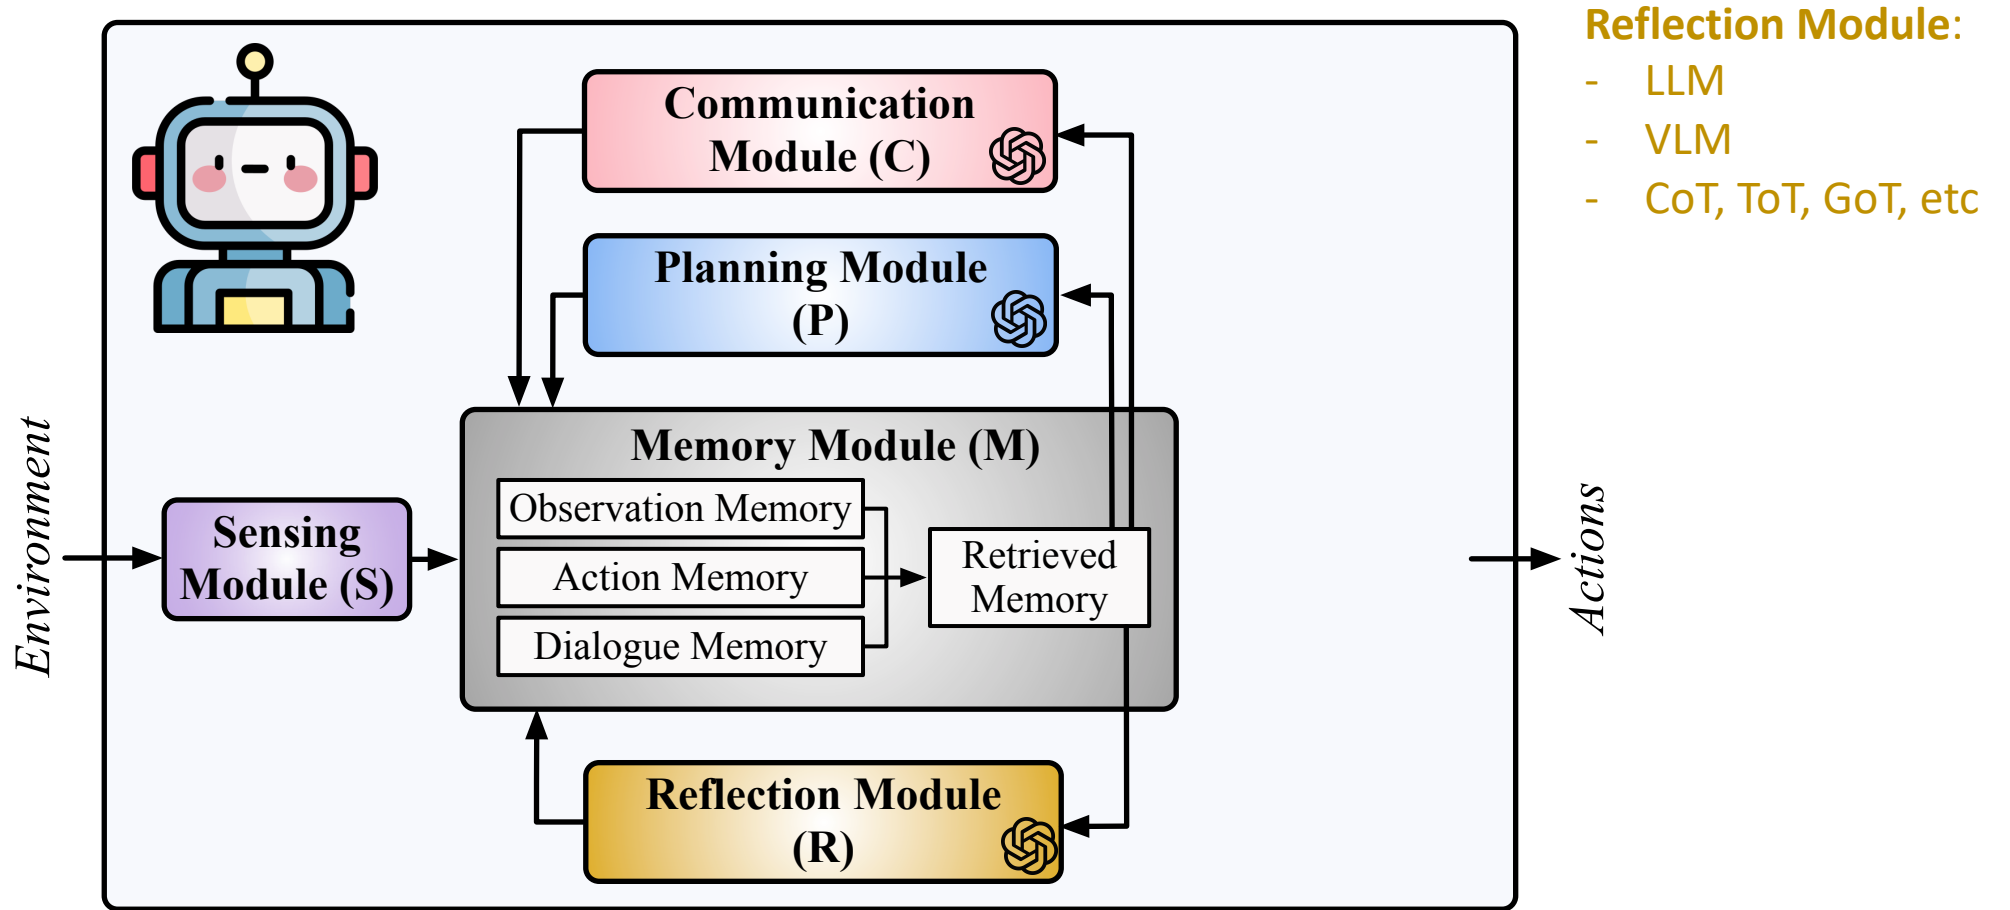 Reflection Module:
- LLM
- VLM
- CoT, ToT, GoT, etc
Communication
Module (C)
Planning Module
(P)
Memory Module (M)
Observation Memory
Action Memory
Dialogue Memory
Retrieved
Memory
Environment
Sensing
Module (S)
Actions
Reflection Module
(R)